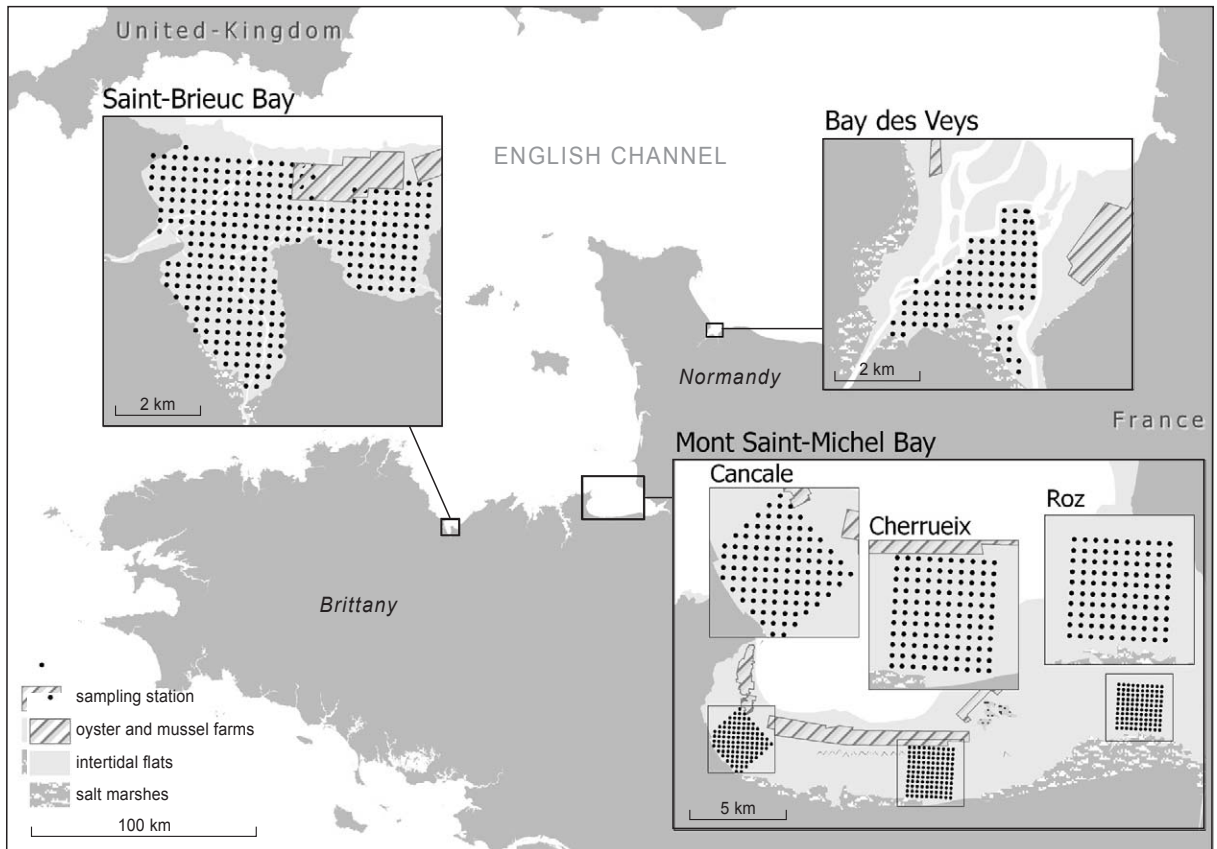 United-Kingdom
Saint-Brieuc Bay
2 km
ENGLISH CHANNEL
Bay des Veys
2 km
Normandy
France
Mont Saint-Michel Bay
Cancale
Cherrueix
Roz
5 km
Brittany
sampling station
oyster and mussel farms
intertidal flats
salt marshes
100 km